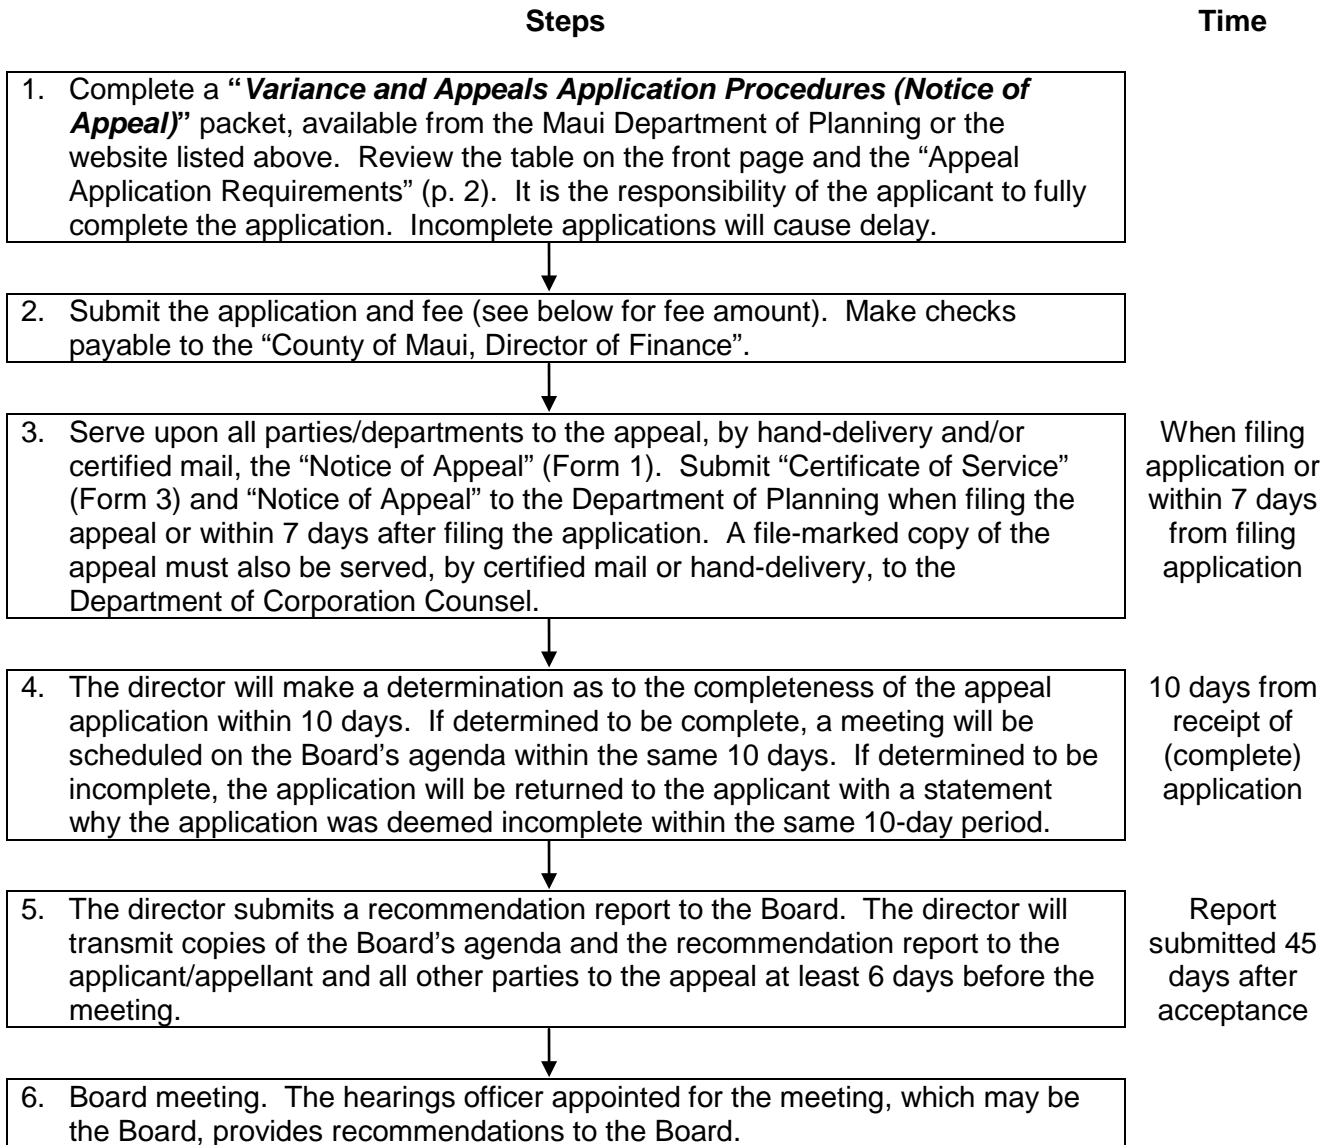 Steps Time
1. Complete a “Variance and Appeals Application Procedures (Notice of
Appeal)” packet, available from the Maui Department of Planning or the
website listed above. Review the table on the front page and the “Appeal
Application Requirements” (p. 2). It is the responsibility of the applicant to fully
complete the application. Incomplete applications will cause delay.
2. Submit the application and fee (see below for fee amount). Make checks
payable to the “County of Maui, Director of Finance”.
3. Serve upon all parties/departments to the appeal, by hand-delivery and/or
certified mail, the “Notice of Appeal” (Form 1). Submit “Certificate of Service”
(Form 3) and “Notice of Appeal” to the Department of Planning when filing the
appeal or within 7 days after filing the application. A file-marked copy of the
appeal must also be served, by certified mail or hand-delivery, to the
Department of Corporation Counsel.
When filing
application or
within 7 days
from filing
application
4. The director will make a determination as to the completeness of the appeal
application within 10 days. If determined to be complete, a meeting will be
scheduled on the Board’s agenda within the same 10 days. If determined to be
incomplete, the application will be returned to the applicant with a statement
why the application was deemed incomplete within the same 10-day period.
10 days from
receipt of
(complete)
application
5. The director submits a recommendation report to the Board. The director will
transmit copies of the Board’s agenda and the recommendation report to the
applicant/appellant and all other parties to the appeal at least 6 days before the
meeting.
Report
submitted 45
days after
acceptance
6. Board meeting. The hearings officer appointed for the meeting, which may be
the Board, provides recommendations to the Board.